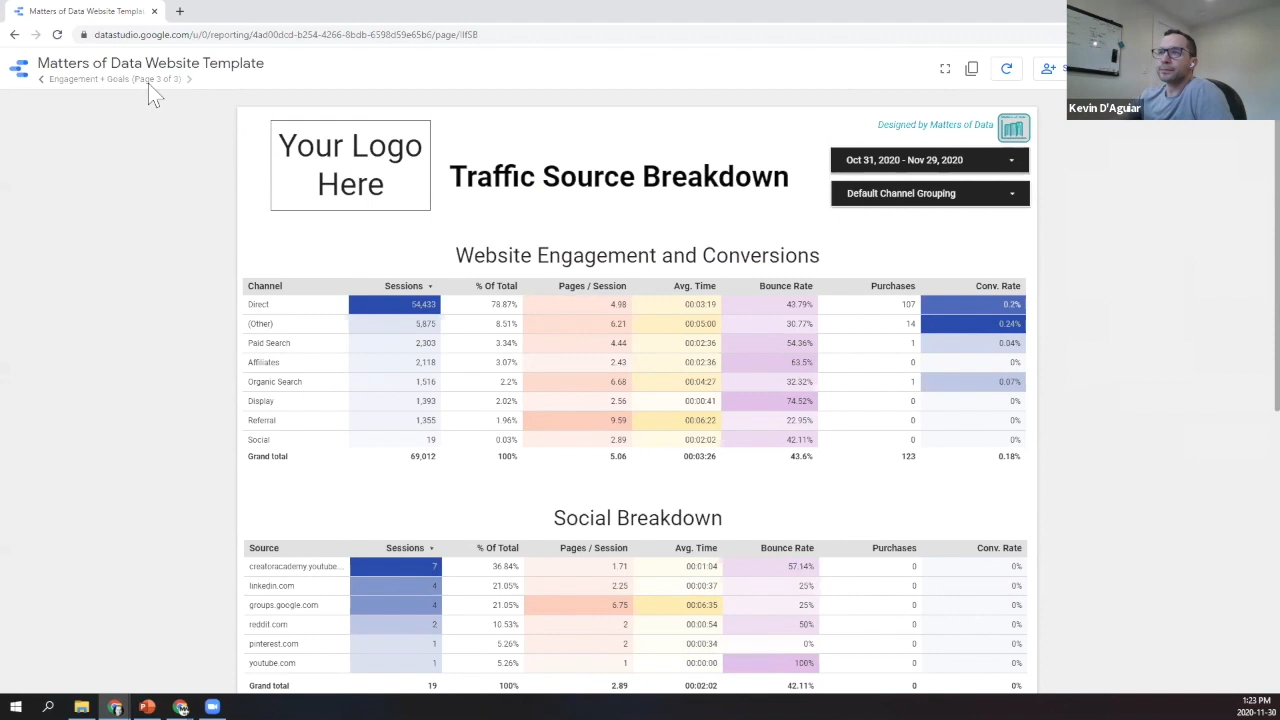 Matters of Data Website Templa
datastudio.google.com/u/0/reporting/4ad00dcd-b254-4266-8bdb-6598d59e65b6/page/IIfSB
Matters of Data Website Template
Engagement + Goals (Page 3 of 3)
Kevin D'Aguiar
Your Logo
Here
Traffic Source Breakdown
Designed by Matters of Data
Oct 31, 2020 - Nov 29, 2020
Default Channel Grouping
Website Engagement and Conversions
Channel Sessions % Of Total Pages / Session Avg. Time Bounce Rate Purchases Conv. Rate
Direct 54,433 78.87% 4.98 00:03:19 43.79% 107 0.2%
(Other) 5,875 8.51% 6.21 00:05:00 30.77% 14 0.24%
Paid Search 2,303 3.34% 4.44 00:02:36 54.36% 1 0.04%
Affiliates 2,118 3.07% 2.43 00:02:36 63.5% 0 0%
Organic Search 1,516 2.2% 6.68 00:04:27 32.32% 1 0.07%
Display 1,393 2.02% 2.56 00:00:41 74.52% 0 0%
Referral 1,355 1.96% 9.59 00:06:22 22.95% 0 0%
Social 19 0.03% 2.89 00:02:02 42.11% 0 0%
Grand total 69,012 100% 5.06 00:03:26 43.6% 123 0.18%
Social Breakdown
Source Sessions % Of Total Pages / Session Avg. Time Bounce Rate Purchases Conv. Rate
creatoracademy.youtube... 7 36.84% 1.71 00:01:04 57.14% 0 0%
linkedin.com 4 21.05% 2.25 00:00:37 25% 0 0%
groups.google.com 4 21.05% 6.75 00:06:35 25% 0 0%
reddit.com 2 10.53% 2 00:00:54 50% 0 0%
pinterest.com 1 5.26% 2 00:00:34 0% 0 0%
youtube.com 1 5.26% 1 00:00:00 100% 0 0%
Grand total 19 100% 2.89 00:02:02 42.11% 0 0%
1:23 PM
2020-11-30